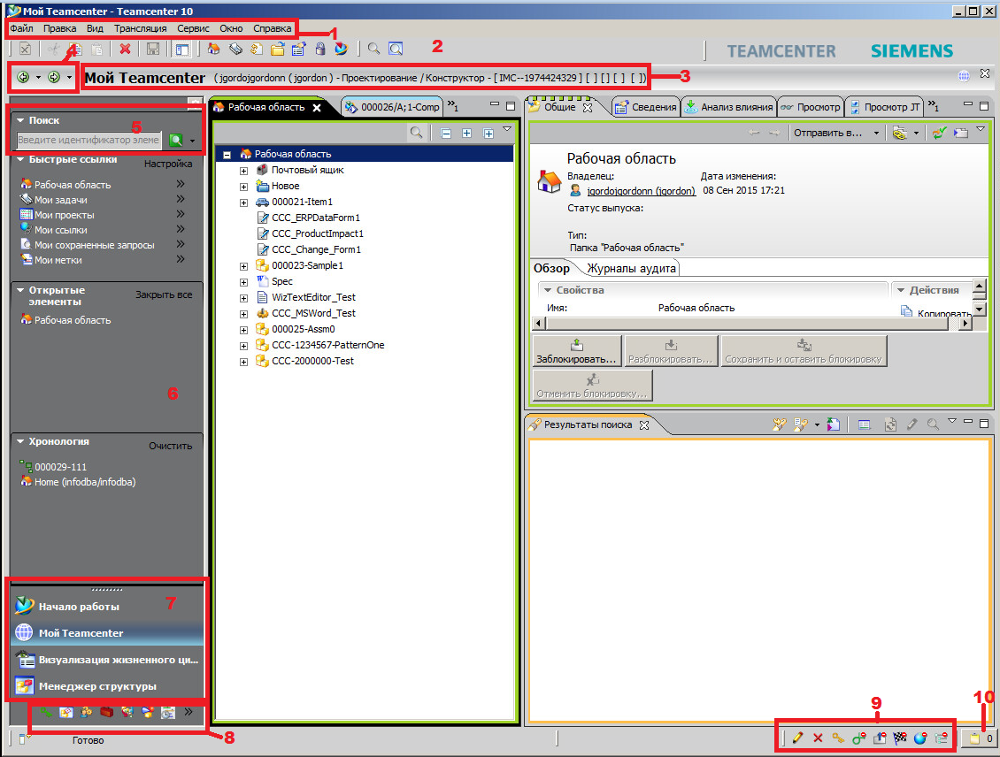 Мой Teamcenter - Teamcenter 10
Файл Правка Вид Трансляция Сервис Окно Справка
1
2
TEAMCENTER SIEMENS
4
Мой Teamcenter ( jgordojgordonn ( jgordon ) - Проектирование / Конструктор - [ IMC--1974424329 ] [ ] [ ] [ ] [ ])
3
Поиск
5
Введите идентификатор элеме
Быстрые ссылки Настройка
Рабочая область »
Мои задачи »
Мои проекты »
Мои ссылки »
Мои сохраненные запросы »
Мои метки »
Открытые элементы Закрыть все
Рабочая область
6
Хронология Очистить
000029-111
Home (infodba/infodba)
7
Начало работы
Мой Teamcenter
Визуализация жизненного ци...
Менеджер структуры
»
8
Готово
Рабочая область 000026/A;1-Comp »1
Рабочая область
Почтовый ящик
Новое
000021-Item1
CCC_ERPDataForm1
CCC_ProductImpact1
CCC_Change_Form1
000023-Sample1
Spec
WizTextEditor_Test
CCC_MSWord_Test
000025-Assm0
CCC-1234567-PatternOne
CCC-2000000-Test
Общие Сведения Анализ влияния Просмотр Просмотр JT »1
Отправить в...
Рабочая область
Владелец: Дата изменения:
jgordojgordonn (jgordon) 08 Сен 2015 17:21
Статус выпуска:
Тип:
Папка "Рабочая область"
Обзор Журналы аудита
Свойства Действия
Имя: Рабочая область Копировать
Заблокировать... Разблокировать... Сохранить и оставить блокировку
Отменить блокировку...
Результаты поиска
9
10
0